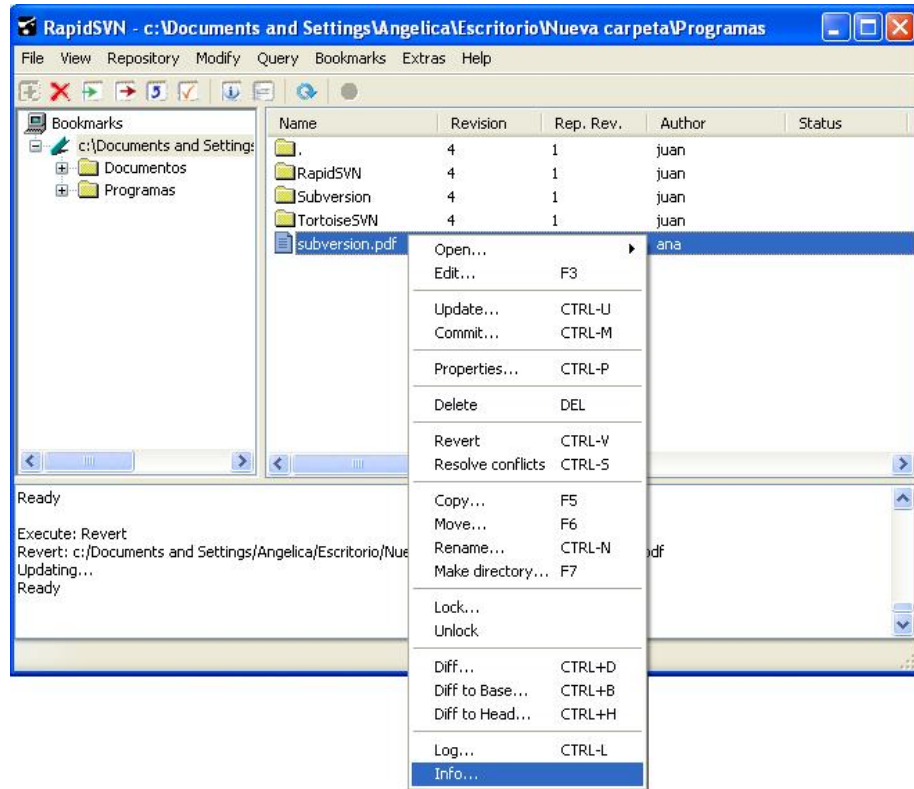 RapidSVN - c:\Documents and Settings\Angelica\Escritorio\Nueva carpeta\Programas
File View Repository Modify Query Bookmarks Extras Help
Bookmarks
c:\Documents and Settings
Documentos
Programas
Name Revision Rep. Rev. Author Status
. 4 1 juan
RapidSVN 4 1 juan
Subversion 4 1 juan
TortoiseSVN 4 1 juan
subversion.pdf ana
Open...
Edit... F3
Update... CTRL-U
Commit... CTRL-M
Properties... CTRL-P
Delete DEL
Revert CTRL-V
Resolve conflicts CTRL-S
Copy... F5
Move... F6
Rename... CTRL-N
Make directory... F7
Lock...
Unlock
Diff... CTRL+D
Diff to Base... CTRL+B
Diff to Head... CTRL+H
Log... CTRL-L
Info...
Ready
Execute: Revert
Revert: c:/Documents and Settings/Angelica/Escritorio/Nue df
Updating...
Ready